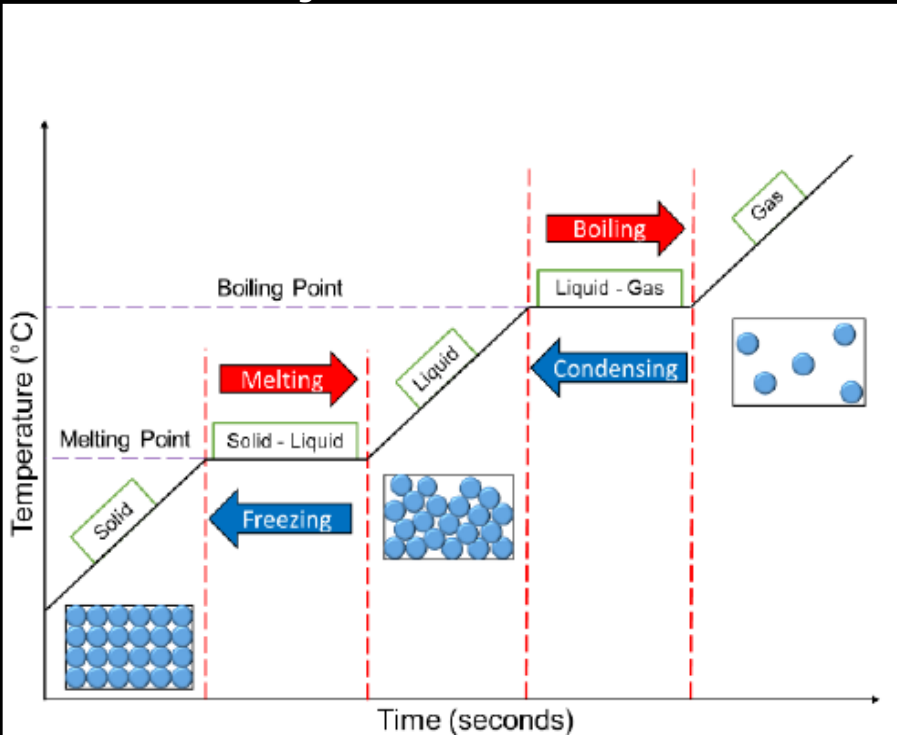 Gas
Boiling
Boiling Point
Liquid - Gas
Liquid
Condensing
Melting
Melting Point
Solid - Liquid
Solid
Freezing
Temperature (°C)
Time (seconds)